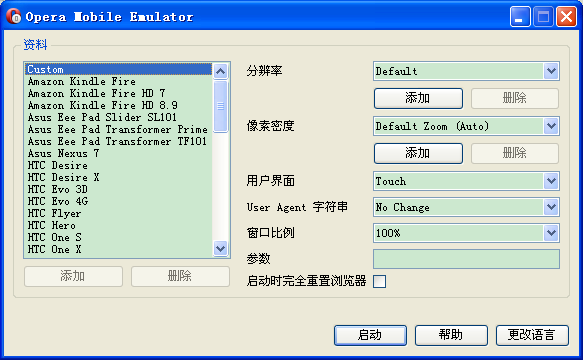 Opera Mobile Emulator
资料
Custom
Amazon Kindle Fire
Amazon Kindle Fire HD 7
Amazon Kindle Fire HD 8.9
Asus Eee Pad Slider SL101
Asus Eee Pad Transformer Prime
Asus Eee Pad Transformer TF101
Asus Nexus 7
HTC Desire
HTC Desire X
HTC Evo 3D
HTC Evo 4G
HTC Flyer
HTC Hero
HTC One S
HTC One X
添加 删除
分辨率 Default
添加 删除
像素密度 Default Zoom (Auto)
添加 删除
用户界面 Touch
User Agent 字符串 No Change
窗口比例 100%
参数
启动时完全重置浏览器
启动 帮助 更改语言